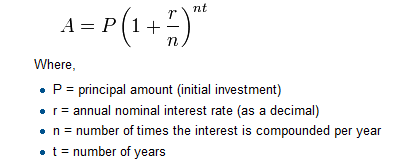 A = P(1 + r/n)^nt
Where,
• P = principal amount (initial investment)
• r = annual nominal interest rate (as a decimal)
• n = number of times the interest is compounded per year
• t = number of years